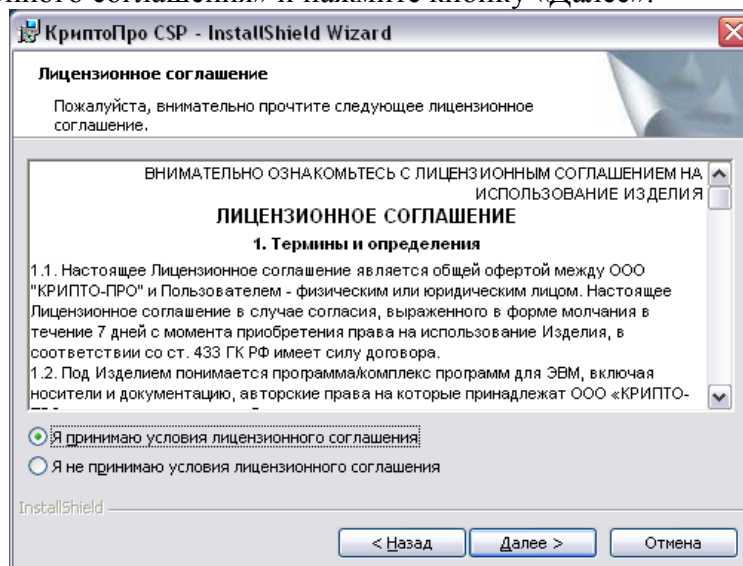 нного соглашения» и нажмите кнопку «Далее».
КриптоПро CSP - InstallShield Wizard
Лицензионное соглашение
Пожалуйста, внимательно прочтите следующее лицензионное
соглашение.
ВНИМАТЕЛЬНО ОЗНАКОМЬТЕСЬ С ЛИЦЕНЗИОННЫМ СОГЛАШЕНИЕМ НА
ИСПОЛЬЗОВАНИЕ ИЗДЕЛИЯ
ЛИЦЕНЗИОННОЕ СОГЛАШЕНИЕ
1. Термины и определения
1.1. Настоящее Лицензионное соглашение является общей офертой между ООО
"КРИПТО-ПРО" и Пользователем - физическим или юридическим лицом. Настоящее
Лицензионное соглашение в случае согласия, выраженного в форме молчания в
течение 7 дней с момента приобретения права на использование Изделия, в
соответствии со ст. 433 ГК РФ имеет силу договора.
1.2. Под Изделием понимается программа/комплекс программ для ЭВМ, включая
носители и документацию, авторские права на которые принадлежат ООО «КРИПТО-
Я принимаю условия лицензионного соглашения
Я не принимаю условия лицензионного соглашения
InstallShield
< Назад
Далее >
Отмена